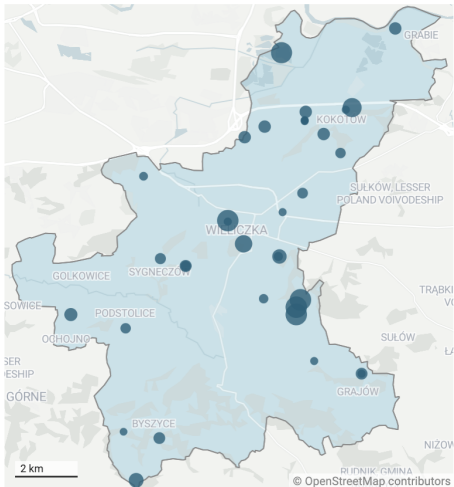 GRABIE
KOKOTÓW
SUŁKÓW, LESSER
POLAND VOIVODESHIP
WIELICZKA
GOLKOWICE
SYGNECZÓW
TRĄBKI
SOWICE
PODSTOLICE
OCHOJNO
SUŁÓW
SER
DESHIP
GÓRNE
GRAJÓW
BYSZYCE
NIZOW
2 km
RUDNIK, GMINA
© OpenStreetMap contributors